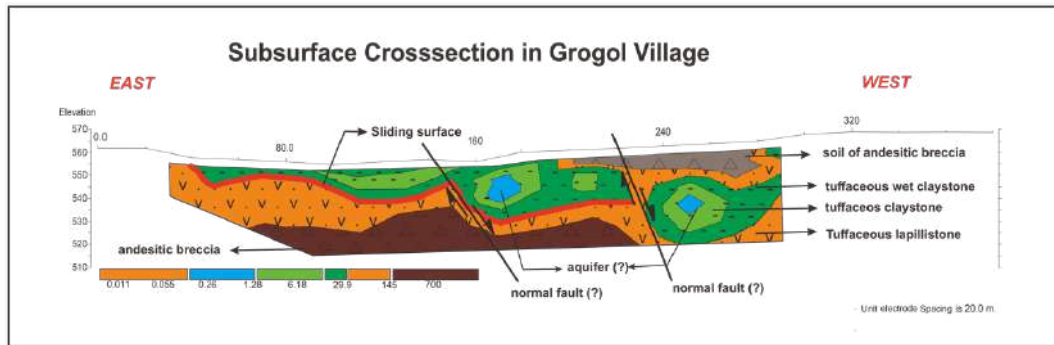 Subsurface Crosssection in Grogol Village
EAST
WEST
Elevation
570
560
550
540
530
520
510
0.0
80.0
160
240
320
Sliding surface
soil of andesitic breccia
tuffaceous wet claystone
tuffaceos claystone
Tuffaceous lapillistone
andesitic breccia
aquifer (?)
normal fault (?)
normal fault (?)
0.011 0.055 0.26 1.28 6.18 29.9 145 700
Unit electrode Spacing is 20.0 m.